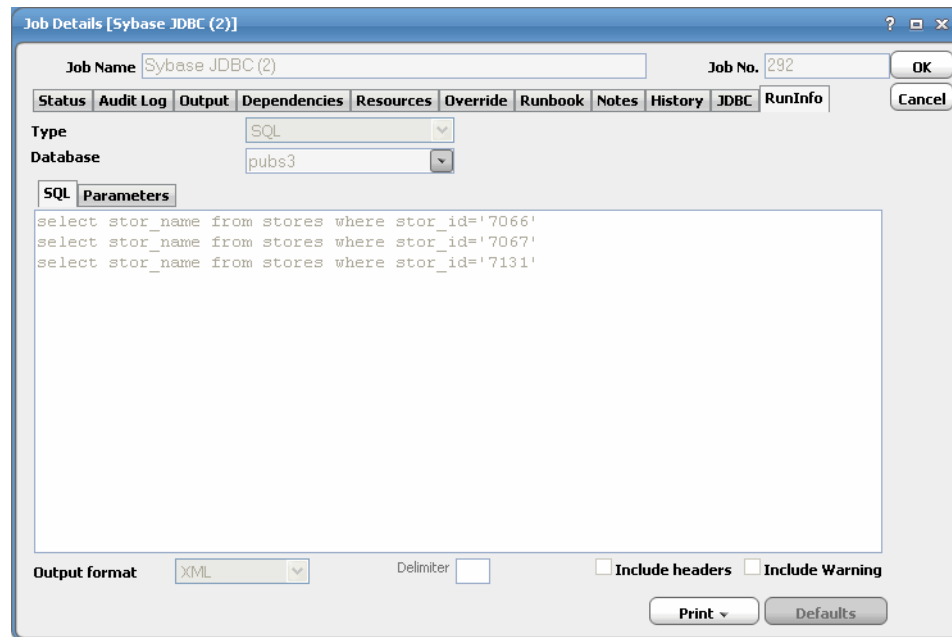 Job Details [Sybase JDBC (2)]
Job Name Sybase JDBC (2) Job No. 292 OK
Status Audit Log Output Dependencies Resources Override Runbook Notes History JDBC RunInfo Cancel
Type SQL
Database pubs3
SQL Parameters
select stor_name from stores where stor_id='7066'
select stor_name from stores where stor_id='7067'
select stor_name from stores where stor_id='7131'
Output format XML Delimiter Include headers Include Warning
Print Defaults